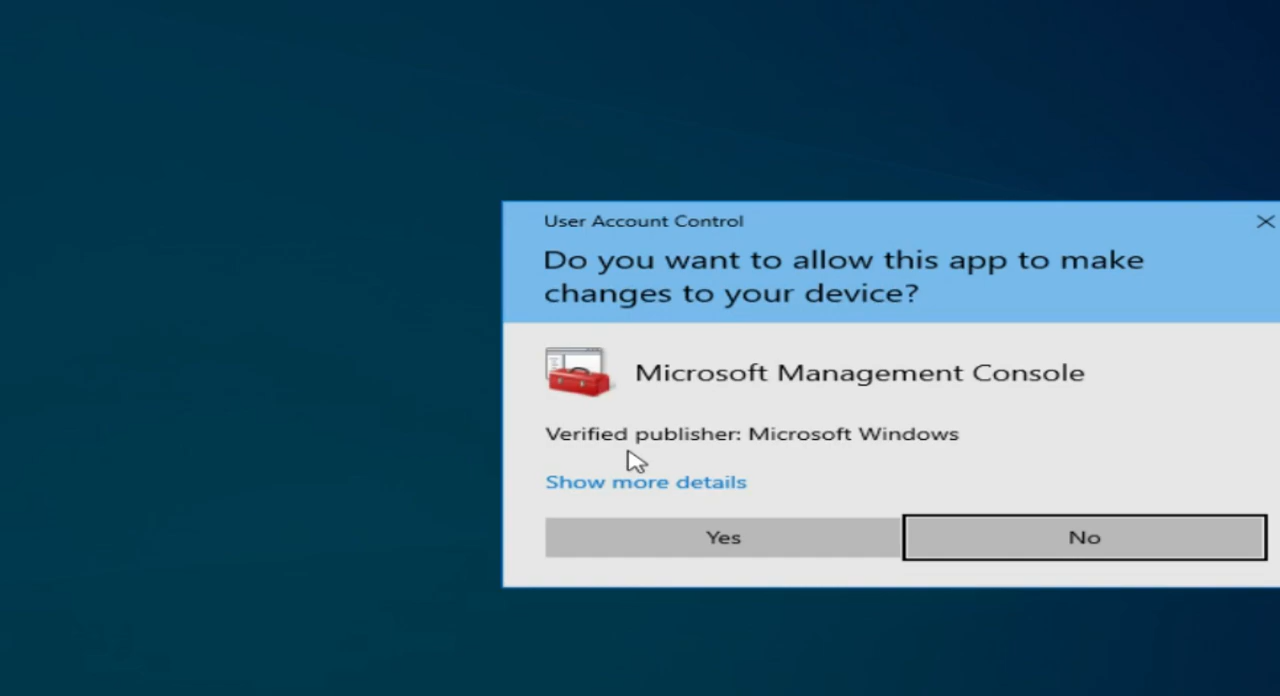 User Account Control
Do you want to allow this app to make
changes to your device?
Microsoft Management Console
Verified publisher: Microsoft Windows
Show more details
Yes
No